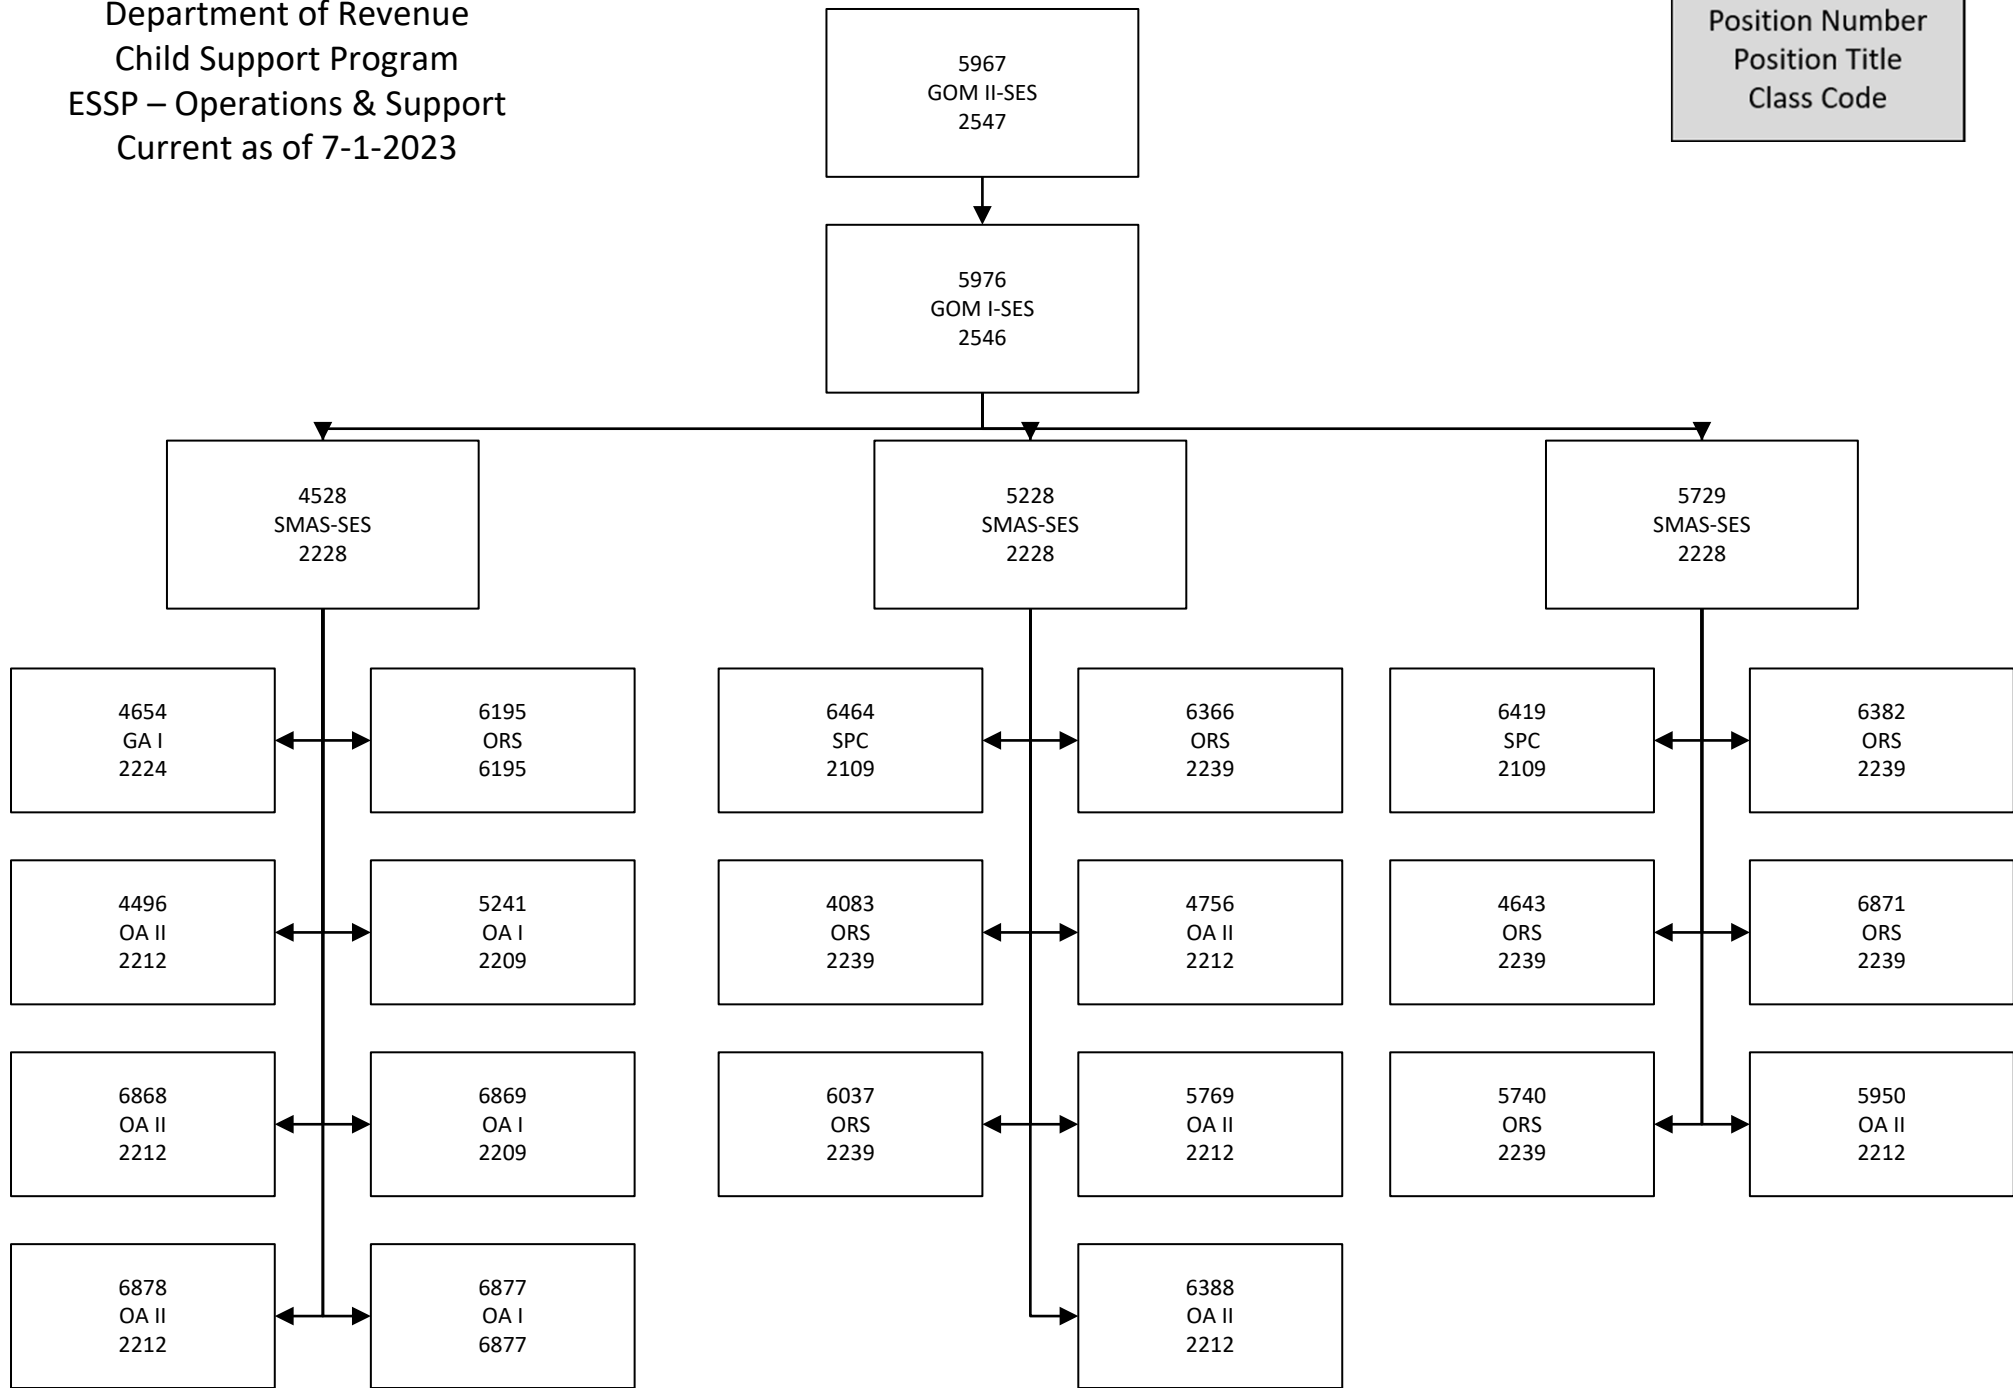 Department of Revenue
Child Support Program
ESSP – Operations & Support
Current as of 7-1-2023
Position Number
Position Title
Class Code
5967
GOM II-SES
2547
5976
GOM I-SES
2546
4528
SMAS-SES
2228
5228
SMAS-SES
2228
5729
SMAS-SES
2228
4654
GA I
2224
6195
ORS
6195
6464
SPC
2109
6366
ORS
2239
6419
SPC
2109
6382
ORS
2239
4496
OA II
2212
5241
OA I
2209
4083
ORS
2239
4756
OA II
2212
4643
ORS
2239
6871
ORS
2239
6868
OA II
2212
6869
OA I
2209
6037
ORS
2239
5769
OA II
2212
5740
ORS
2239
5950
OA II
2212
6878
OA II
2212
6877
OA I
6877
6388
OA II
2212